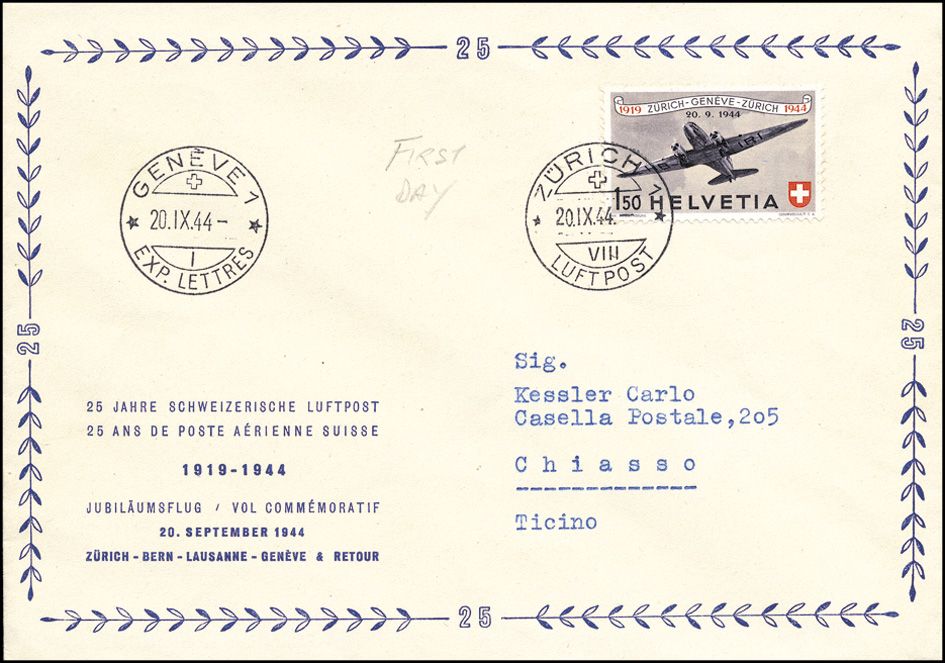 25
1919 ZÜRICH-GENÈVE-ZÜRICH 1944
20. 9. 1944
1.50 HELVETIA
FIRST
DAY
GENÈVE 1
20.IX.44-
I
EXP. LETTRES
ZÜRICH 1
20.IX.44.
VIII
LUFTPOST
25
25
Sig.
Kessler Carlo
Casella Postale,205
Chiasso
Ticino
25 JAHRE SCHWEIZERISCHE LUFTPOST
25 ANS DE POSTE AÉRIENNE SUISSE
1919-1944
JUBILÄUMSFLUG / VOL COMMÉMORATIF
20. SEPTEMBER 1944
ZÜRICH - BERN - LAUSANNE - GENÈVE & RETOUR
25